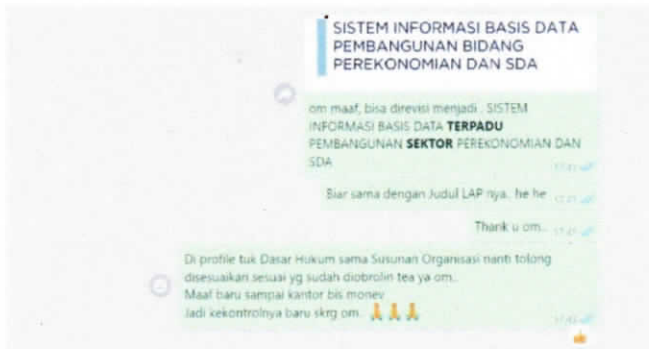 SISTEM INFORMASI BASIS DATA
PEMBANGUNAN BIDANG
PEREKONOMIAN DAN SDA
om maaf, bisa direvisi menjadi.. SISTEM
INFORMASI BASIS DATA TERPADU
PEMBANGUNAN SEKTOR PEREKONOMIAN DAN
SDA
Biar sama dengan Judul LAP nya.. he he
Thank u om..
Di profile tuk Dasar Hukum sama Susunan Organisasi nanti tolong
disesuaikan sesuai yg sudah diobrolin tea ya om..
Maaf baru sampai kantor bis monev
Jadi kekontrolnya baru skrg om.. 🙏🙏🙏
👍